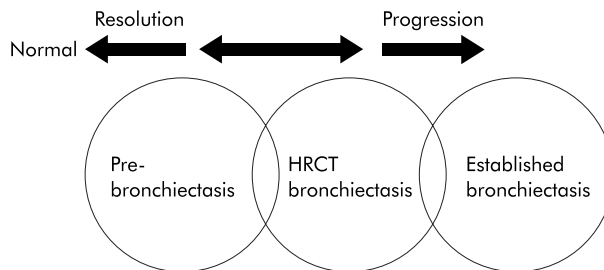 Resolution
Progression
Normal
Pre-
bronchiectasis
HRCT
bronchiectasis
Established
bronchiectasis